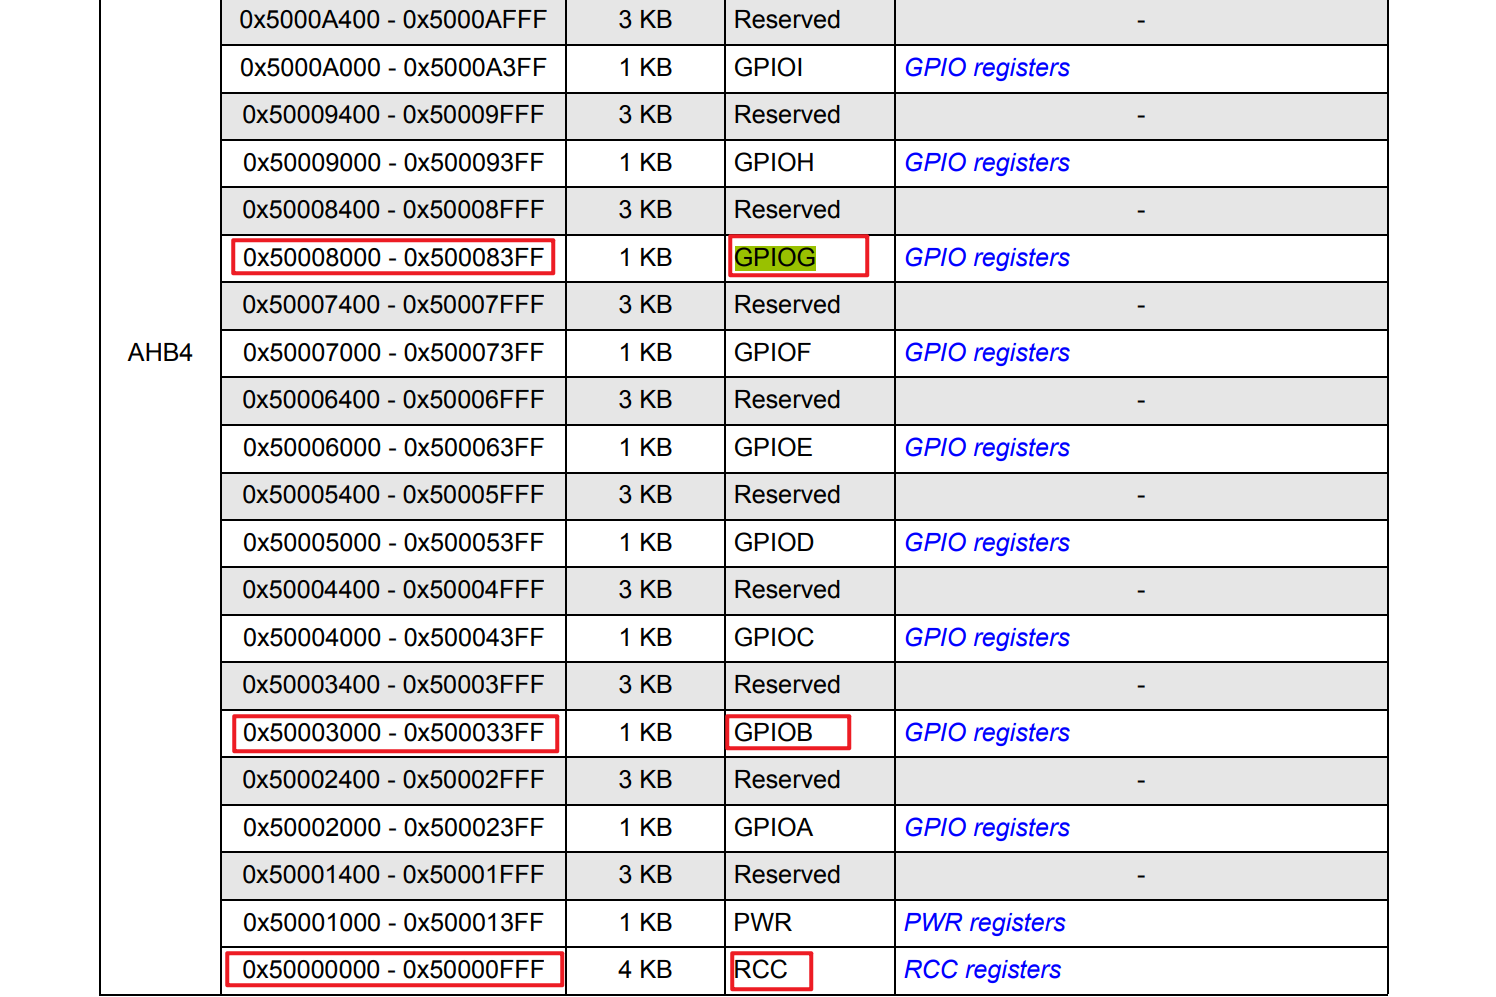 0x5000A400 - 0x5000AFFF 3 KB Reserved -
0x5000A000 - 0x5000A3FF 1 KB GPIOI GPIO registers
0x50009400 - 0x50009FFF 3 KB Reserved -
0x50009000 - 0x500093FF 1 KB GPIOH GPIO registers
0x50008400 - 0x50008FFF 3 KB Reserved -
0x50008000 - 0x500083FF 1 KB GPIOG GPIO registers
0x50007400 - 0x50007FFF 3 KB Reserved -
AHB4 0x50007000 - 0x500073FF 1 KB GPIOF GPIO registers
0x50006400 - 0x50006FFF 3 KB Reserved -
0x50006000 - 0x500063FF 1 KB GPIOE GPIO registers
0x50005400 - 0x50005FFF 3 KB Reserved -
0x50005000 - 0x500053FF 1 KB GPIOD GPIO registers
0x50004400 - 0x50004FFF 3 KB Reserved -
0x50004000 - 0x500043FF 1 KB GPIOC GPIO registers
0x50003400 - 0x50003FFF 3 KB Reserved -
0x50003000 - 0x500033FF 1 KB GPIOB GPIO registers
0x50002400 - 0x50002FFF 3 KB Reserved -
0x50002000 - 0x500023FF 1 KB GPIOA GPIO registers
0x50001400 - 0x50001FFF 3 KB Reserved -
0x50001000 - 0x500013FF 1 KB PWR PWR registers
0x50000000 - 0x50000FFF 4 KB RCC RCC registers